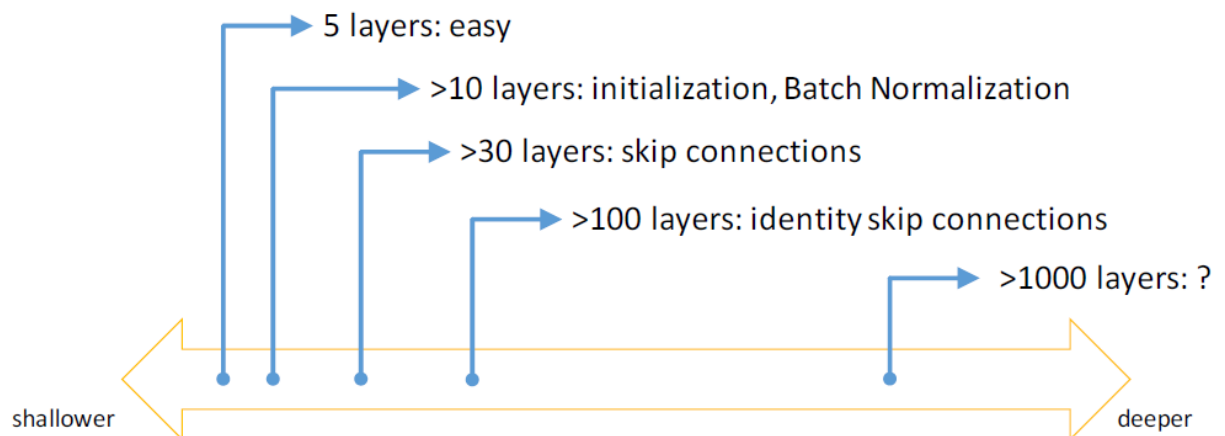 5 layers: easy
>10 layers: initialization, Batch Normalization
>30 layers: skip connections
>100 layers: identity skip connections
>1000 layers: ?
shallower
deeper